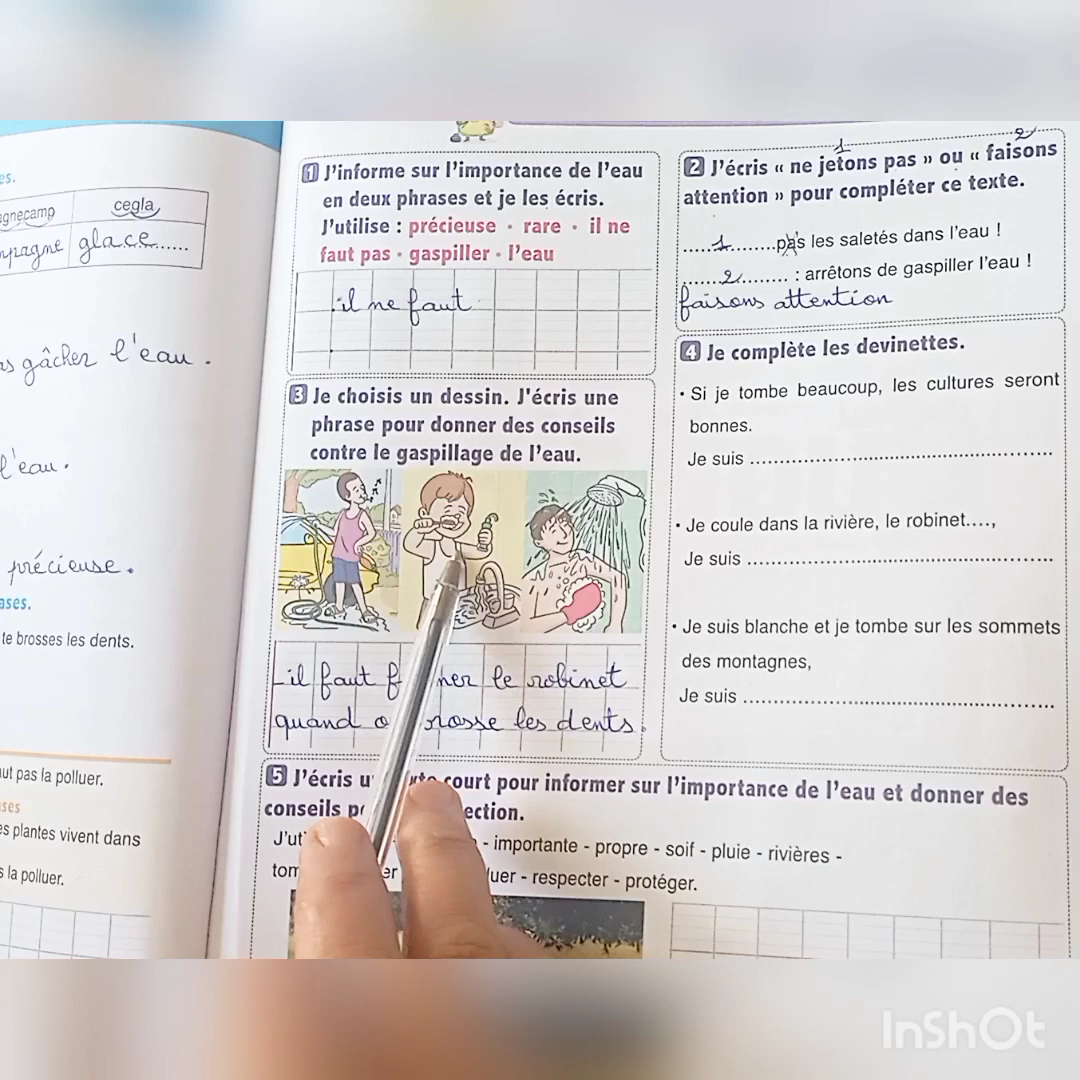 es.
agnecamp cegla
mpagne glace......
as gâcher l'eau.
l'eau.
précieuse.
ases.
te brosses les dents.
aut pas la polluer.
ases
es plantes vivent dans
s la polluer.
1 J'informe sur l'importance de l'eau
en deux phrases et je les écris.
J'utilise : précieuse • rare • il ne
faut pas • gaspiller • l'eau
il ne faut
1 2
2 J'écris « ne jetons pas » ou « faisons
attention » pour compléter ce texte.
.....1.........pas les saletés dans l'eau !
......2........ : arrêtons de gaspiller l'eau !
faisons attention
3 Je choisis un dessin. J'écris une
phrase pour donner des conseils
contre le gaspillage de l'eau.
il faut f mer le robinet
quand o rosse les dents.
4 Je complète les devinettes.
• Si je tombe beaucoup, les cultures seront
bonnes.
Je suis ......................................................
• Je coule dans la rivière, le robinet....,
Je suis ......................................................
• Je suis blanche et je tombe sur les sommets
des montagnes,
Je suis ......................................................
5 J'écris u xte court pour informer sur l'importance de l'eau et donner des
conseils p ection.
J'ut - importante - propre - soif - pluie - rivières -
tom er luer - respecter - protéger.
InShOt